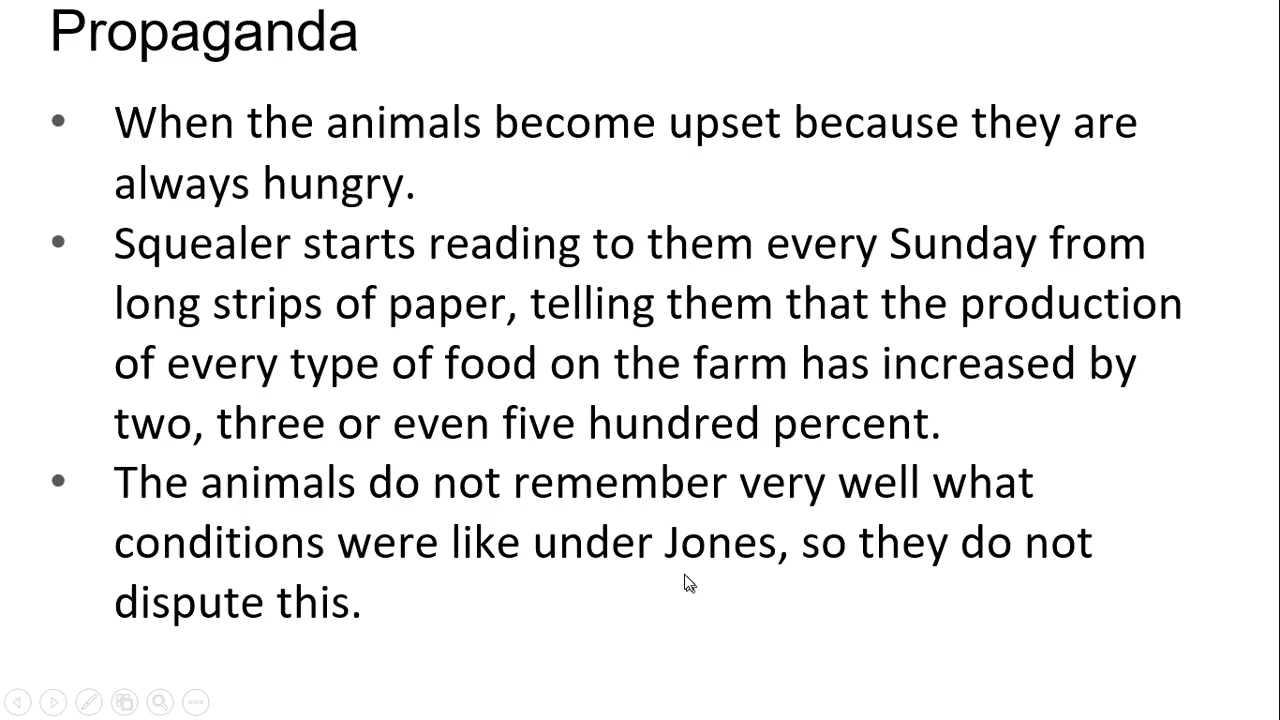 Propaganda
• When the animals become upset because they are
always hungry.
• Squealer starts reading to them every Sunday from
long strips of paper, telling them that the production
of every type of food on the farm has increased by
two, three or even five hundred percent.
• The animals do not remember very well what
conditions were like under Jones, so they do not
dispute this.